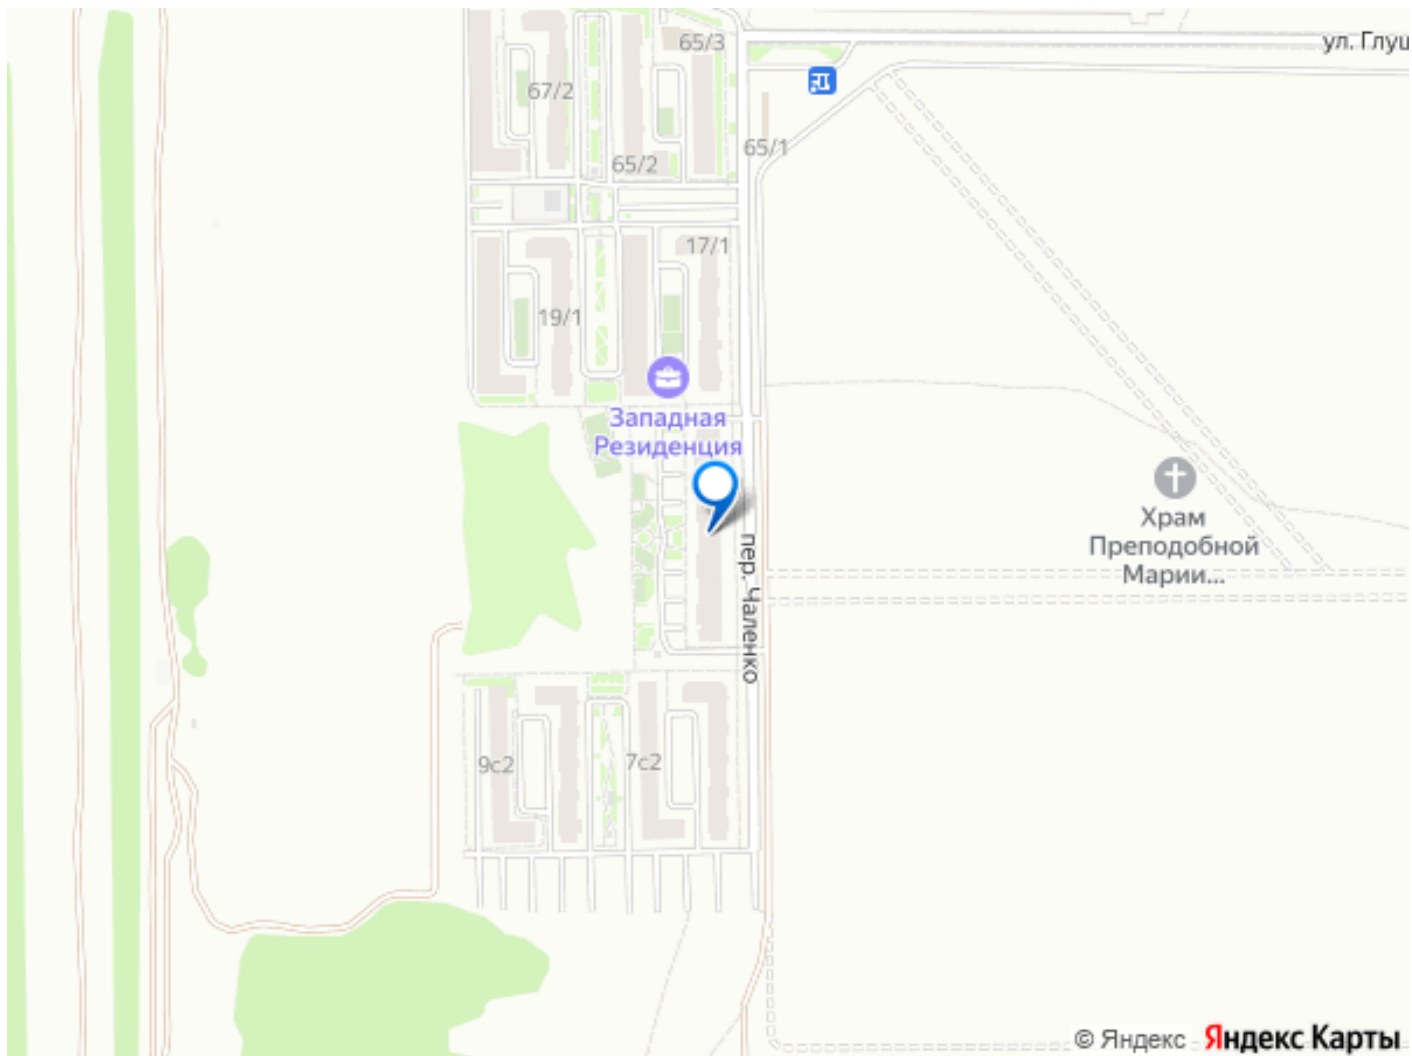 65/3
ул. Глуш
67/2
65/1
65/2
17/1
19/1
Западная
Резиденция
Храм
Преподобной
Марии...
пер. Чаленко
9с2
7с2
© Яндекс Яндекс Карты